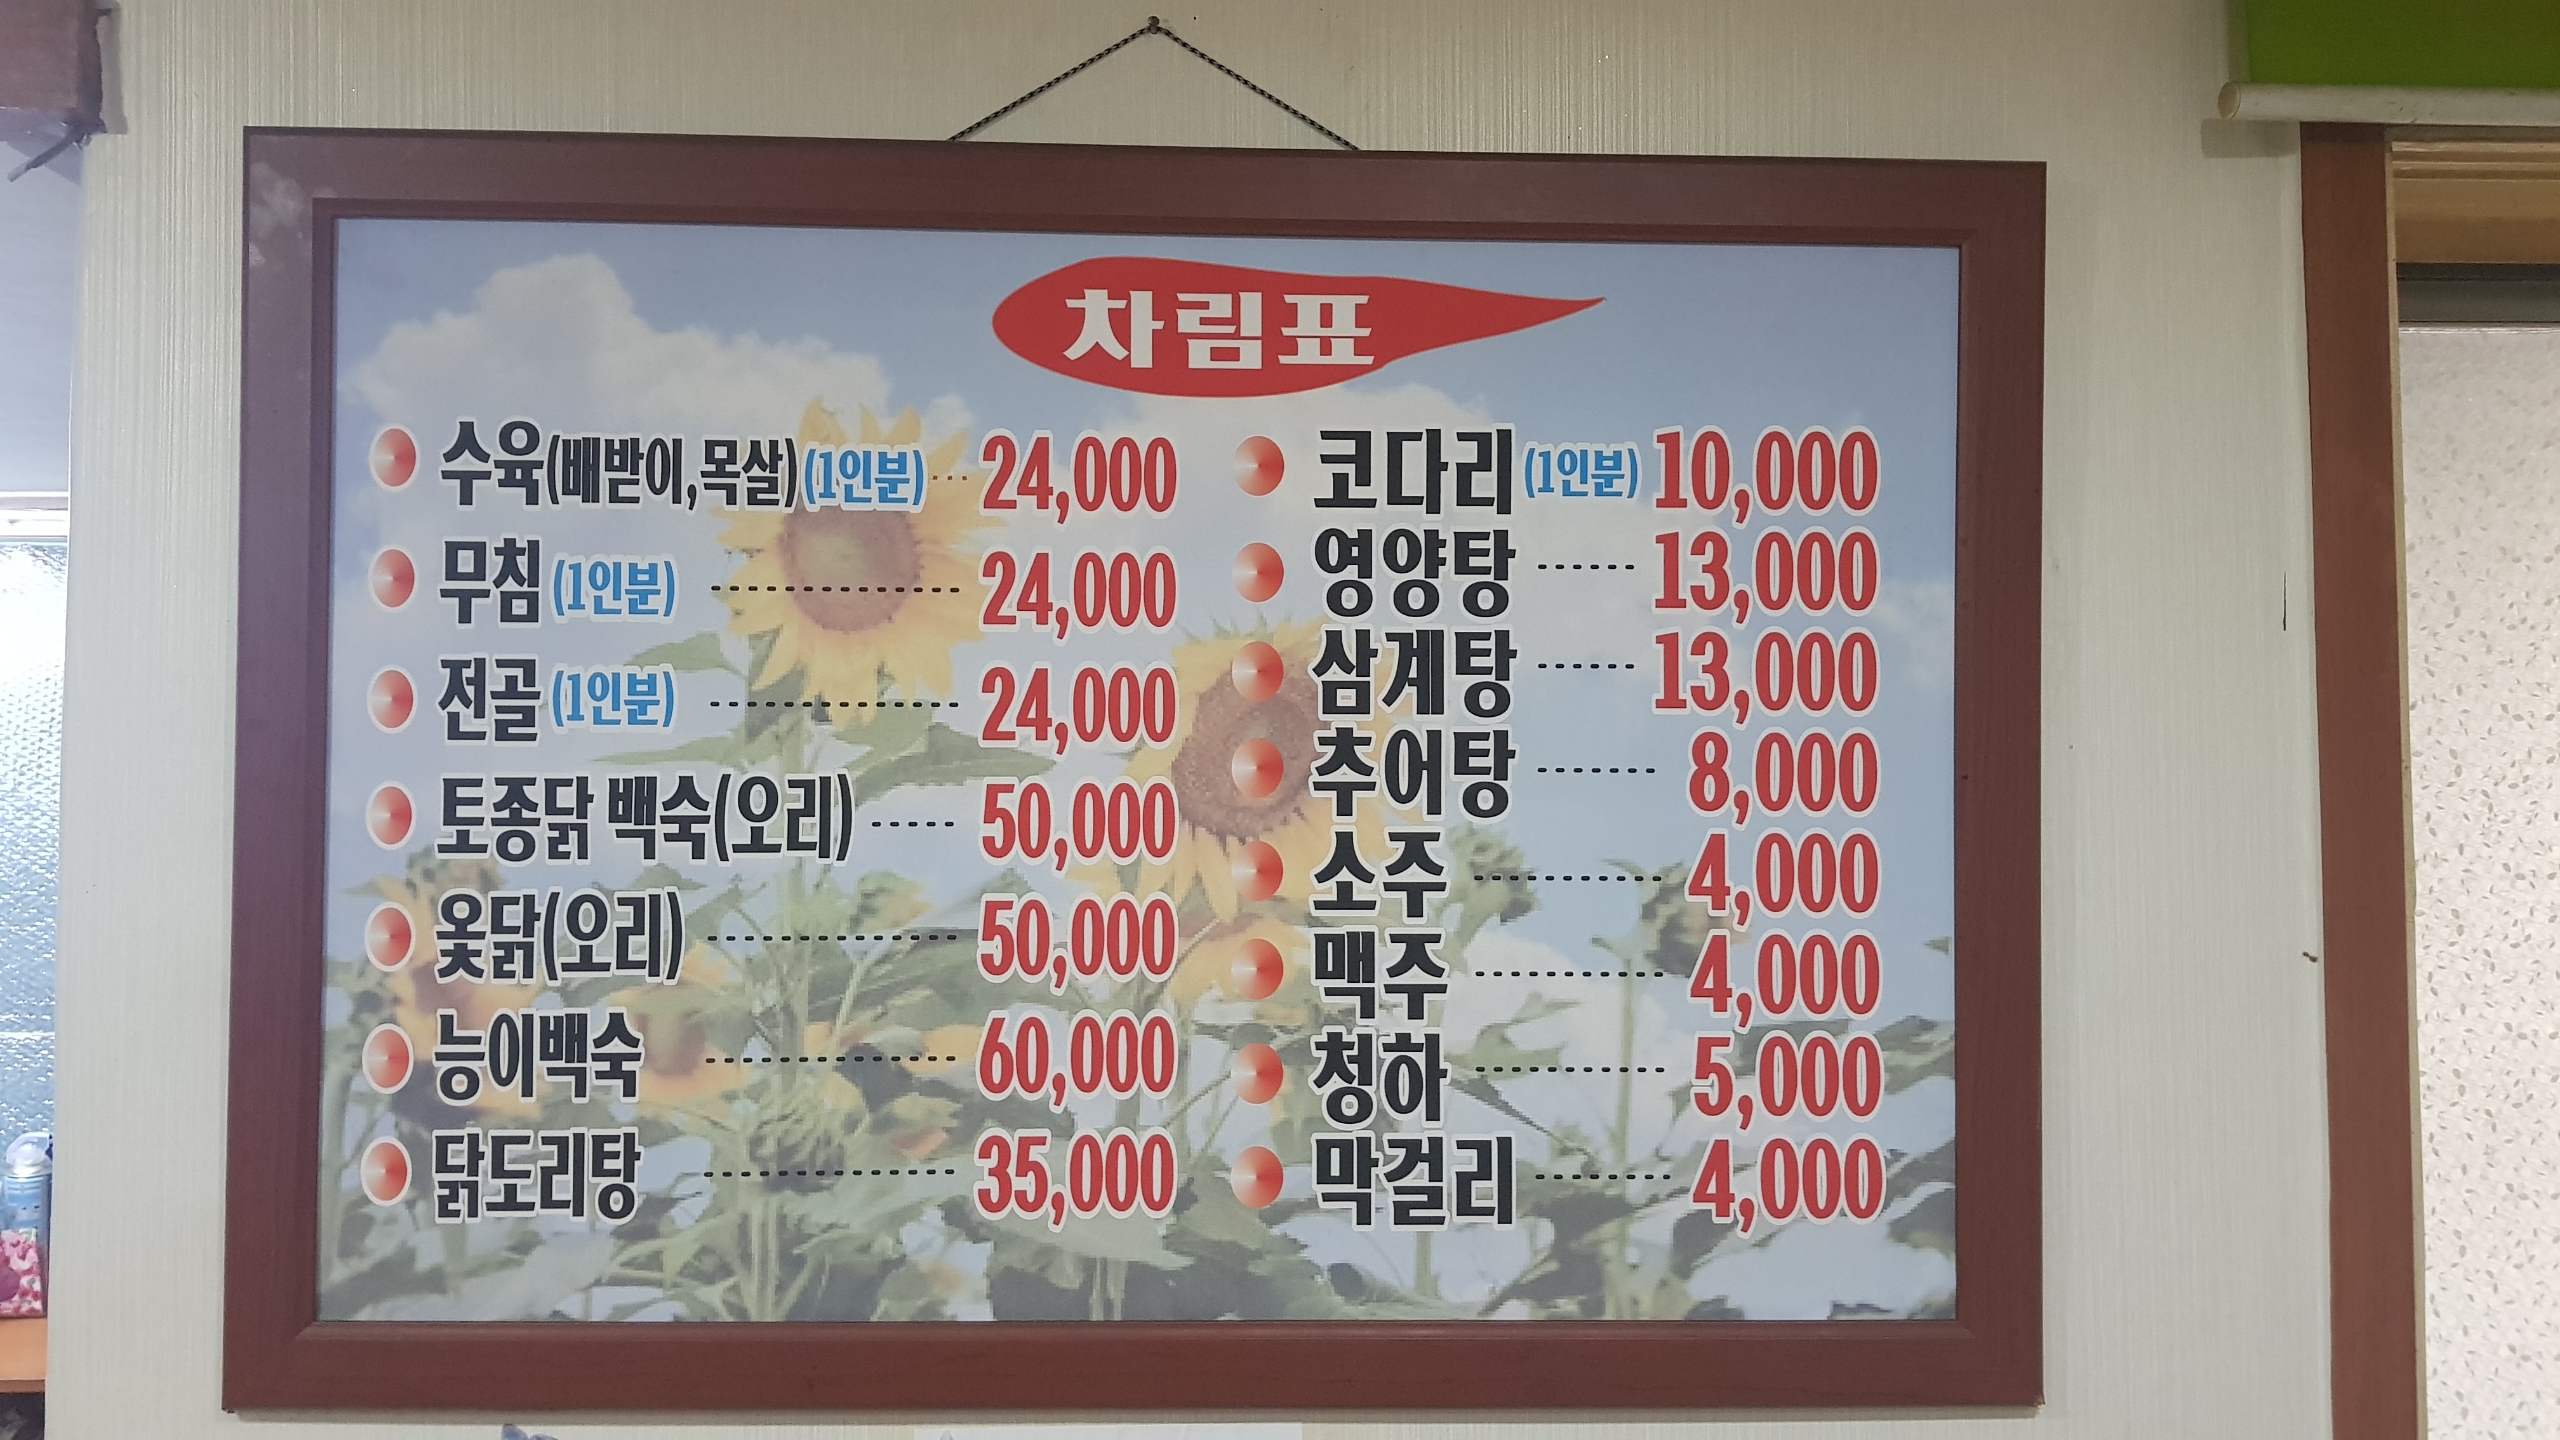 차림표
수육(배받이,목살)(1인분) 24,000
무침(1인분) 24,000
전골(1인분) 24,000
토종닭 백숙(오리) 50,000
옻닭(오리) 50,000
능이백숙 60,000
닭도리탕 35,000
코다리(1인분) 10,000
영양탕 13,000
삼계탕 13,000
추어탕 8,000
소주 4,000
맥주 4,000
청하 5,000
막걸리 4,000